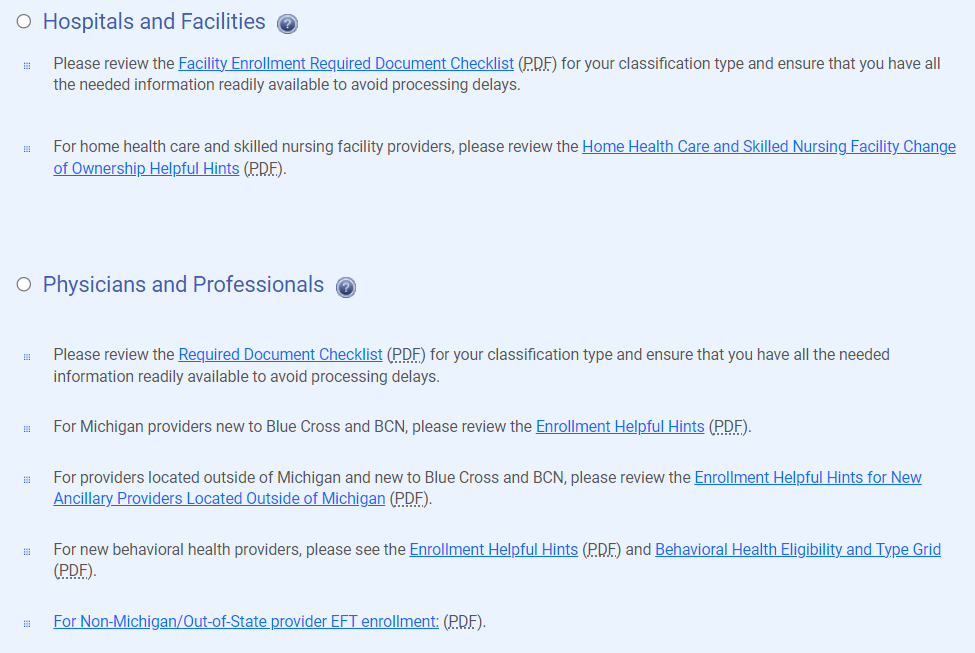 Hospitals and Facilities ?
Please review the Facility Enrollment Required Document Checklist (PDF) for your classification type and ensure that you have all
the needed information readily available to avoid processing delays.
For home health care and skilled nursing facility providers, please review the Home Health Care and Skilled Nursing Facility Change
of Ownership Helpful Hints (PDF).
Physicians and Professionals ?
Please review the Required Document Checklist (PDF) for your classification type and ensure that you have all the needed
information readily available to avoid processing delays.
For Michigan providers new to Blue Cross and BCN, please review the Enrollment Helpful Hints (PDF).
For providers located outside of Michigan and new to Blue Cross and BCN, please review the Enrollment Helpful Hints for New
Ancillary Providers Located Outside of Michigan (PDF).
For new behavioral health providers, please see the Enrollment Helpful Hints (PDF) and Behavioral Health Eligibility and Type Grid
(PDF).
For Non-Michigan/Out-of-State provider EFT enrollment: (PDF).